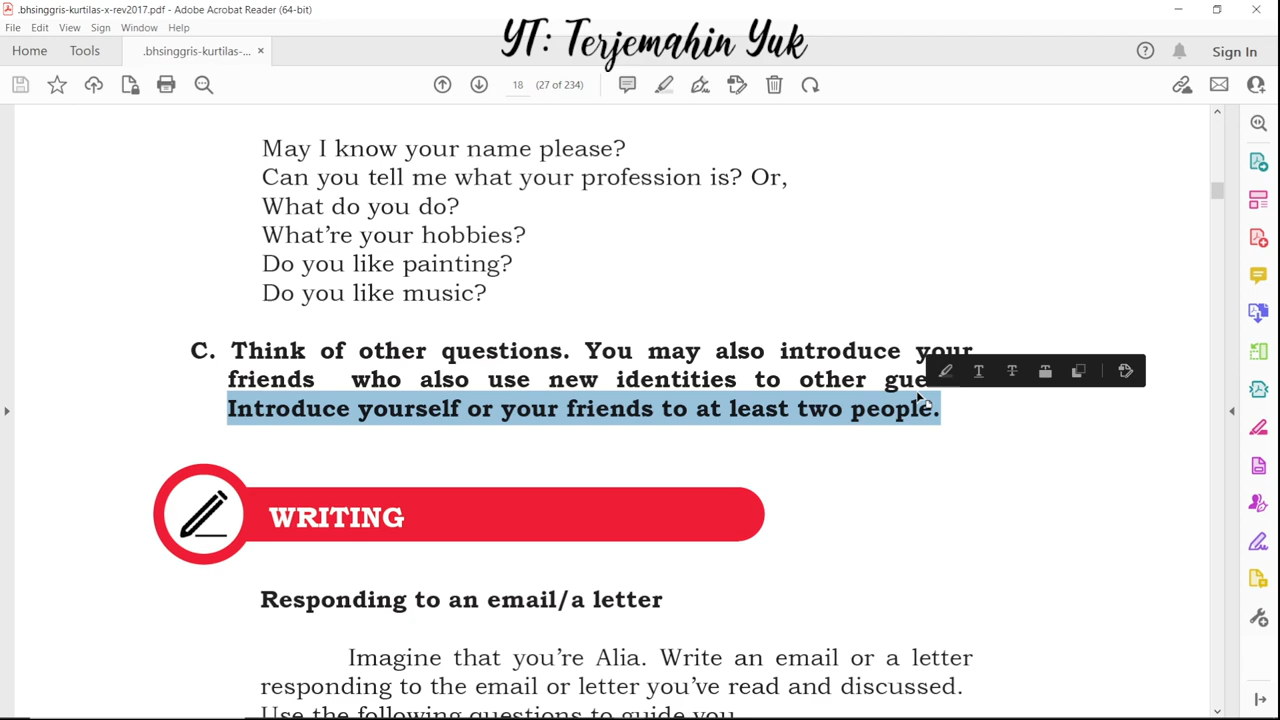 .bhsinggris-kurtilas-x-rev2017.pdf - Adobe Acrobat Reader (64-bit)
File Edit View Sign Window Help
YT: Terjemahin Yuk
Home Tools .bhsinggris-kurtilas-... × Sign In
18 (27 of 234)
May I know your name please?
Can you tell me what your profession is? Or,
What do you do?
What're your hobbies?
Do you like painting?
Do you like music?
C. Think of other questions. You may also introduce your
friends who also use new identities to other
Introduce yourself or your friends to at least two people.
WRITING
Responding to an email/a letter
Imagine that you're Alia. Write an email or a letter
responding to the email or letter you've read and discussed.
Use the following questions to guide you